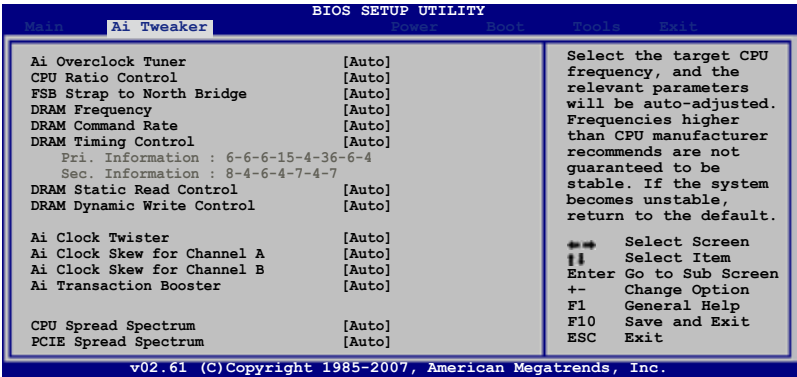 BIOS SETUP UTILITY
Main Ai Tweaker Power Boot Tools Exit
Ai Overclock Tuner [Auto]
CPU Ratio Control [Auto]
FSB Strap to North Bridge [Auto]
DRAM Frequency [Auto]
DRAM Command Rate [Auto]
DRAM Timing Control [Auto]
Pri. Information : 6-6-6-15-4-36-6-4
Sec. Information : 8-4-6-4-7-4-7
DRAM Static Read Control [Auto]
DRAM Dynamic Write Control [Auto]
Ai Clock Twister [Auto]
Ai Clock Skew for Channel A [Auto]
Ai Clock Skew for Channel B [Auto]
Ai Transaction Booster [Auto]
CPU Spread Spectrum [Auto]
PCIE Spread Spectrum [Auto]
Select the target CPU
frequency, and the
relevant parameters
will be auto-adjusted.
Frequencies higher
than CPU manufacturer
recommends are not
guaranteed to be
stable. If the system
becomes unstable,
return to the default.
←→ Select Screen
↑↓ Select Item
Enter Go to Sub Screen
+- Change Option
F1 General Help
F10 Save and Exit
ESC Exit
v02.61 (C)Copyright 1985-2007, American Megatrends, Inc.